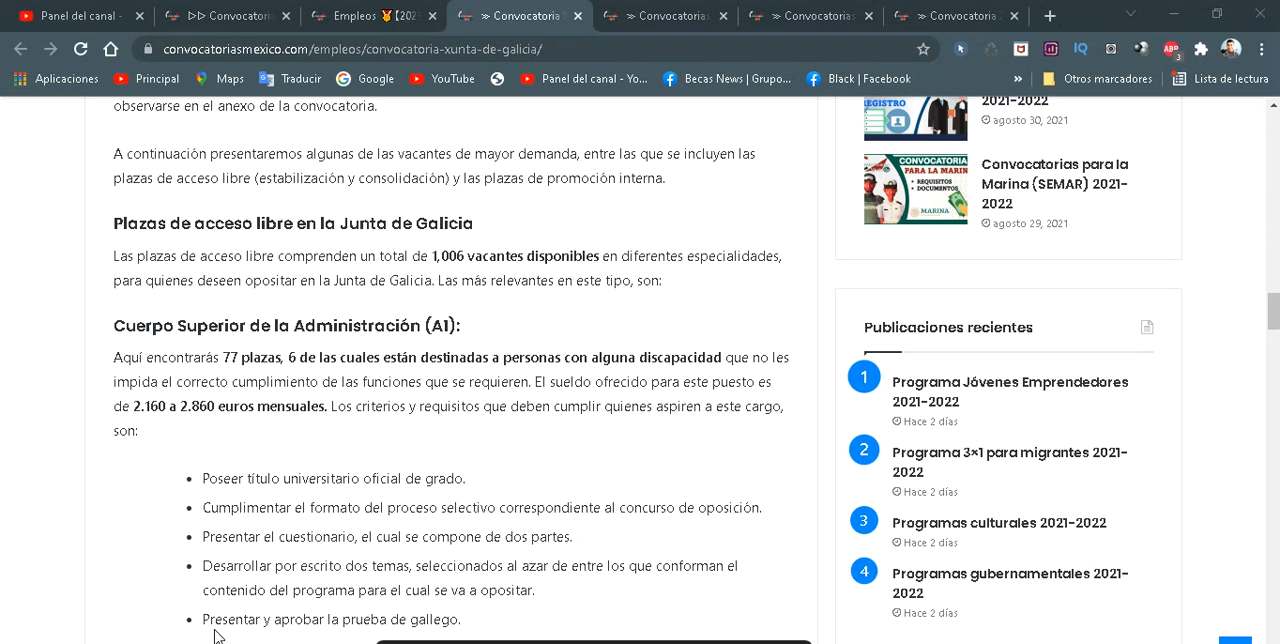 Panel del canal -
▷▷ Convocatoria
Empleos 🏅【202
≫ Convocatoria
≫ Convocatorias
≫ Convocatorias
≫ Convocatoria
convocatoriasmexico.com/empleos/convocatoria-xunta-de-galicia/
ABP
3
Aplicaciones
Principal
Maps
Traducir
Google
YouTube
Panel del canal - Yo...
Becas News | Grupo...
Black | Facebook
»
Otros marcadores
Lista de lectura
observarse en el anexo de la convocatoria.
A continuación presentaremos algunas de las vacantes de mayor demanda, entre las que se incluyen las
plazas de acceso libre (estabilización y consolidación) y las plazas de promoción interna.
Plazas de acceso libre en la Junta de Galicia
Las plazas de acceso libre comprenden un total de 1,006 vacantes disponibles en diferentes especialidades,
para quienes deseen opositar en la Junta de Galicia. Las más relevantes en este tipo, son:
Cuerpo Superior de la Administración (A1):
Aquí encontrarás 77 plazas, 6 de las cuales están destinadas a personas con alguna discapacidad que no les
impida el correcto cumplimiento de las funciones que se requieren. El sueldo ofrecido para este puesto es
de 2.160 a 2.860 euros mensuales. Los criterios y requisitos que deben cumplir quienes aspiren a este cargo,
son:
• Poseer título universitario oficial de grado.
• Cumplimentar el formato del proceso selectivo correspondiente al concurso de oposición.
• Presentar el cuestionario, el cual se compone de dos partes.
• Desarrollar por escrito dos temas, seleccionados al azar de entre los que conforman el
contenido del programa para el cual se va a opositar.
• Presentar y aprobar la prueba de gallego.
REGISTRO
2021-2022
agosto 30, 2021
CONVOCATORIA
PARA LA MARIN
• REQUISITOS
• DOCUMENTOS
MARINA
Convocatorias para la
Marina (SEMAR) 2021-
2022
agosto 29, 2021
Publicaciones recientes
1
Programa Jóvenes Emprendedores
2021-2022
Hace 2 días
2
Programa 3×1 para migrantes 2021-
2022
Hace 2 días
3
Programas culturales 2021-2022
Hace 2 días
4
Programas gubernamentales 2021-
2022
Hace 2 días